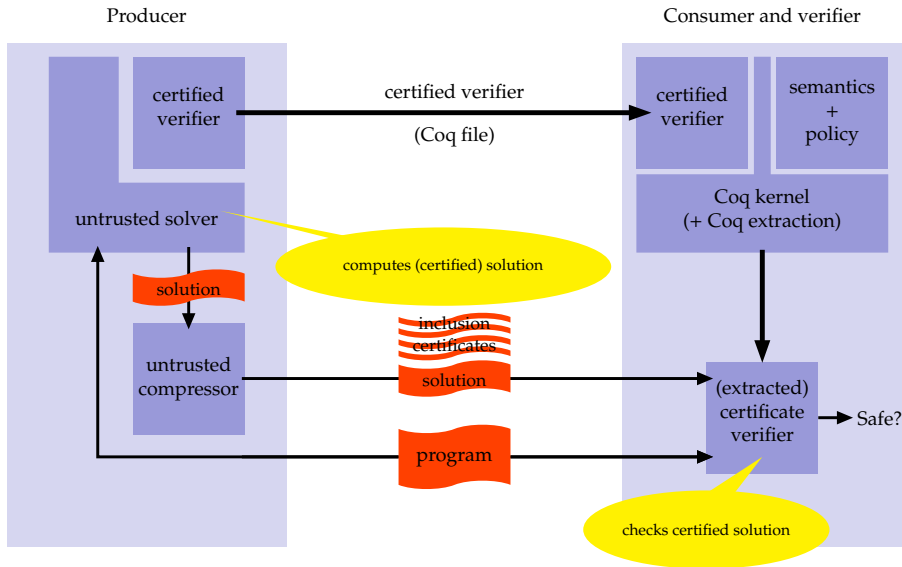 Producer
Consumer and verifier
certified
verifier
certified verifier
(Coq file)
certified
verifier
semantics
+
policy
untrusted solver
Coq kernel
(+ Coq extraction)
computes (certified) solution
solution
inclusion
certificates
solution
untrusted
compressor
(extracted)
certificate
verifier
Safe?
program
checks certified solution